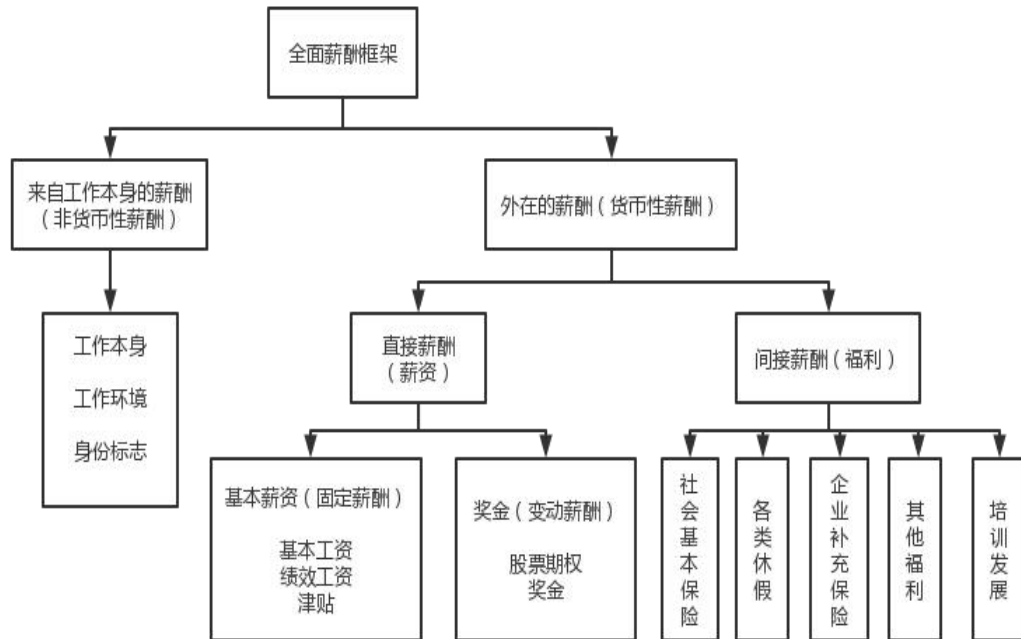 全面薪酬框架
来自工作本身的薪酬
（非货币性薪酬）
外在的薪酬（货币性薪酬）
工作本身
工作环境
身份标志
直接薪酬
（薪资）
间接薪酬（福利）
基本薪资（固定薪酬）
基本工资
绩效工资
津贴
奖金（变动薪酬）
股票期权
奖金
社会基本保险
各类休假
企业补充保险
其他福利
培训发展